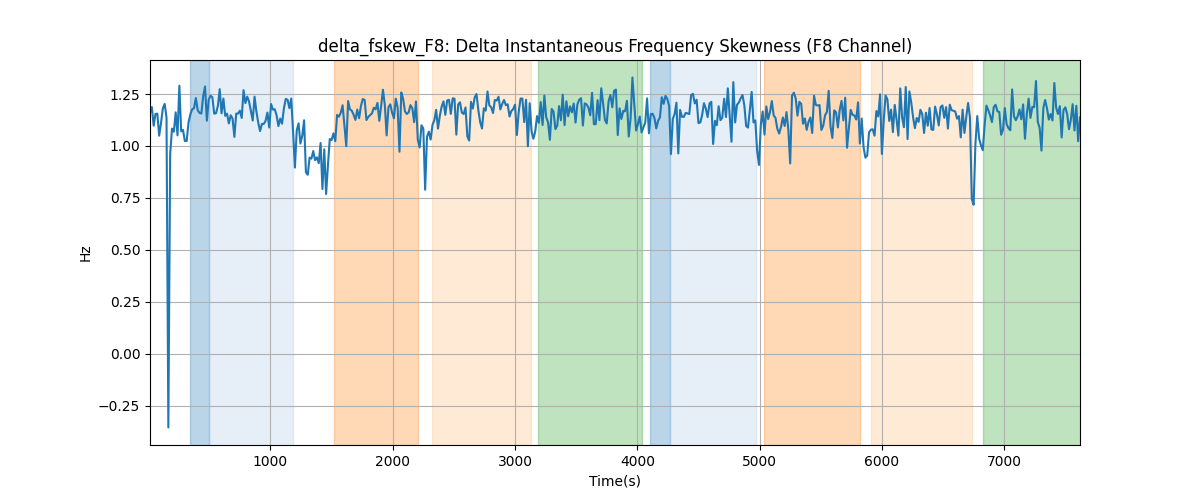 delta_fskew_F8: Delta Instantaneous Frequency Skewness (F8 Channel)
Hz
1.25
1.00
0.75
0.50
0.25
0.00
−0.25
1000 2000 3000 4000 5000 6000 7000
Time(s)